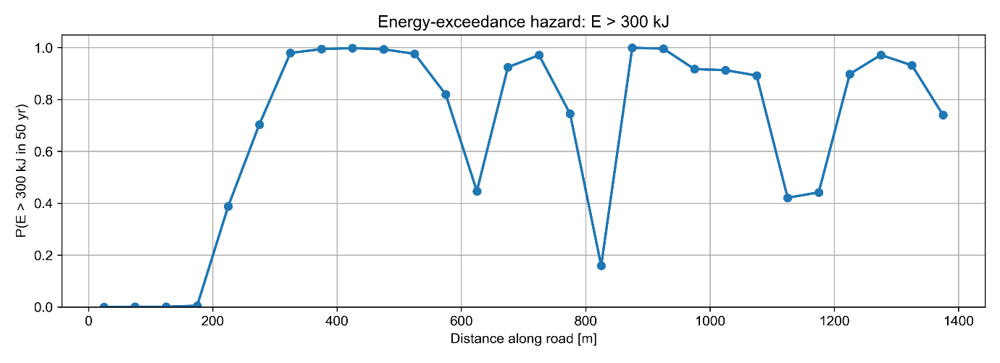 Energy-exceedance hazard: E > 300 kJ
P(E > 300 kJ in 50 yr)
1.0
0.8
0.6
0.4
0.2
0.0
0 200 400 600 800 1000 1200 1400
Distance along road [m]